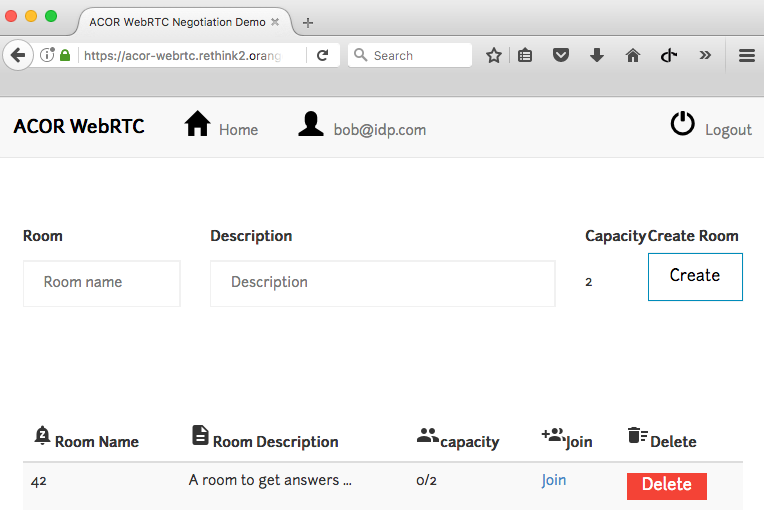 ACOR WebRTC Negotiation Demo
https://acor-webrtc.rethink2.orang
Search
ACOR WebRTC Home bob@idp.com Logout
Room Description Capacity Create Room
Room name Description 2 Create
Room Name Room Description capacity Join Delete
42 A room to get answers ... 0/2 Join Delete